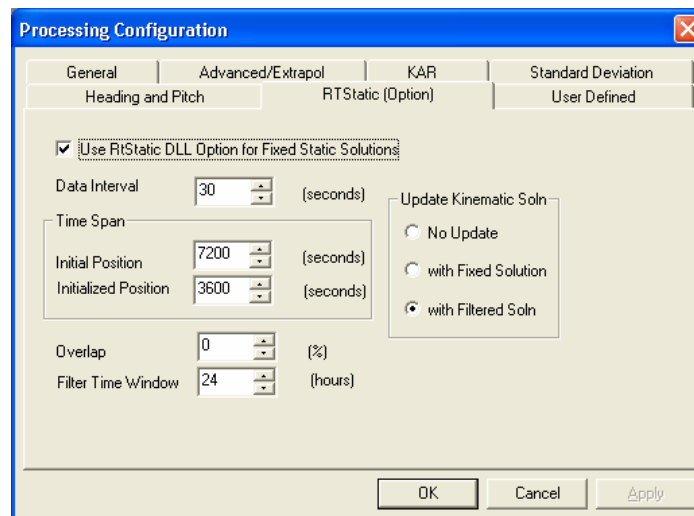 Processing Configuration
General Advanced/Extrapol KAR Standard Deviation
Heading and Pitch RTStatic (Option) User Defined
Use RtStatic DLL Option for Fixed Static Solutions
Data Interval 30 (seconds)
Time Span
Initial Position 7200 (seconds)
Initialized Position 3600 (seconds)
Overlap 0 (%)
Filter Time Window 24 (hours)
Update Kinematic Soln
No Update
with Fixed Solution
with Filtered Soln
OK Cancel Apply